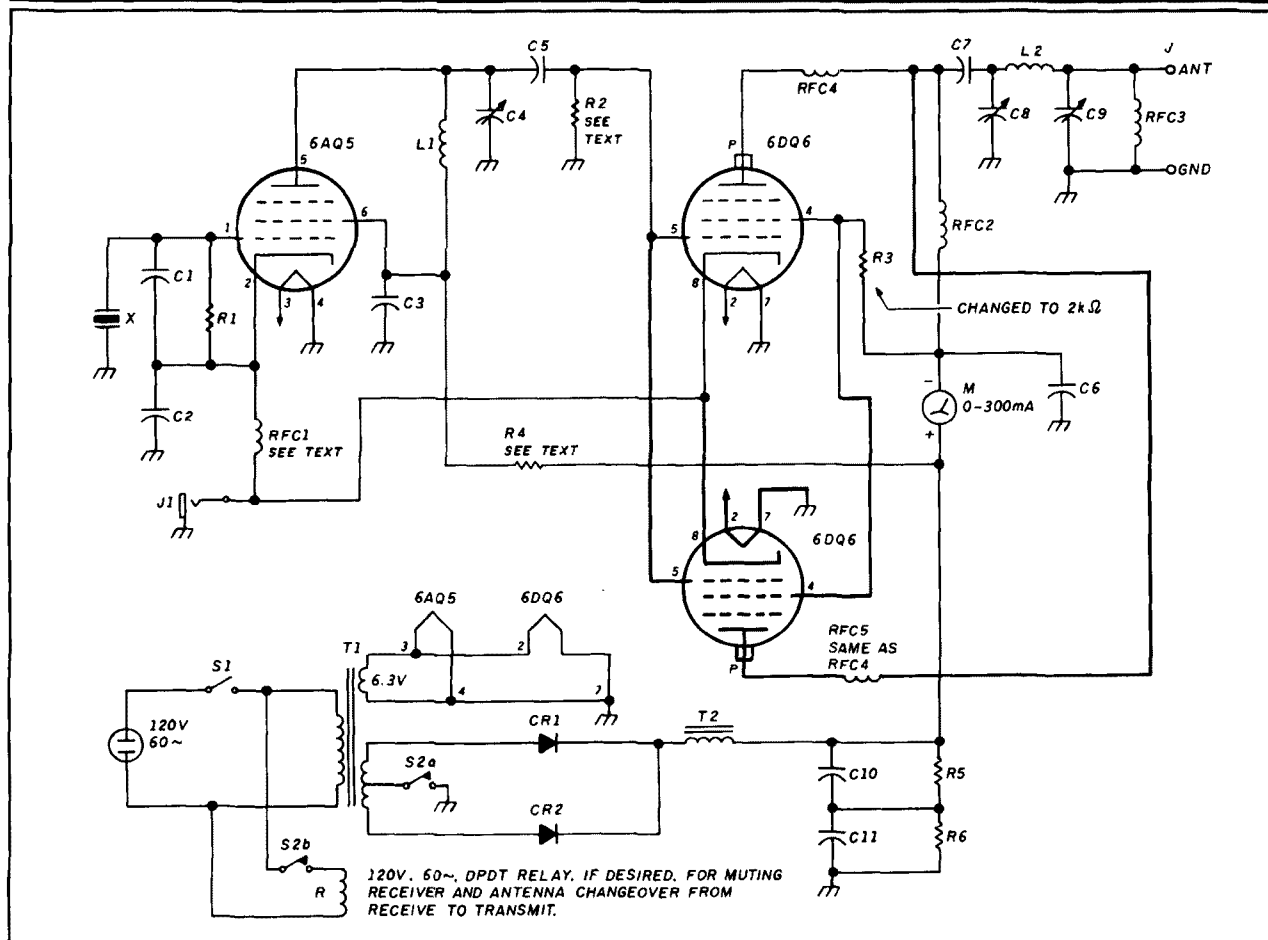 C5
C7
L2
J
ANT
RFC4
R2
SEE
TEXT
C4
C8
C9
RFC3
6AQ5
6DQ6
L1
P
GND
5
6
1
2
3
4
5
4
8
2
7
RFC2
R3
C1
R1
C3
X
CHANGED TO 2kΩ
C2
RFC1
SEE TEXT
R4
SEE TEXT
-
M
0-300mA
+
C6
J1
2
7
8
6DQ6
5
4
6AQ5
6DQ6
RFC5
SAME AS
RFC4
P
S1
T1
3
2
6.3V
4
7
120V
60~
CR1
T2
S2a
C10
R5
CR2
C11
R6
S2b
R
120V, 60~, DPDT RELAY, IF DESIRED, FOR MUTING
RECEIVER AND ANTENNA CHANGEOVER FROM
RECEIVE TO TRANSMIT.